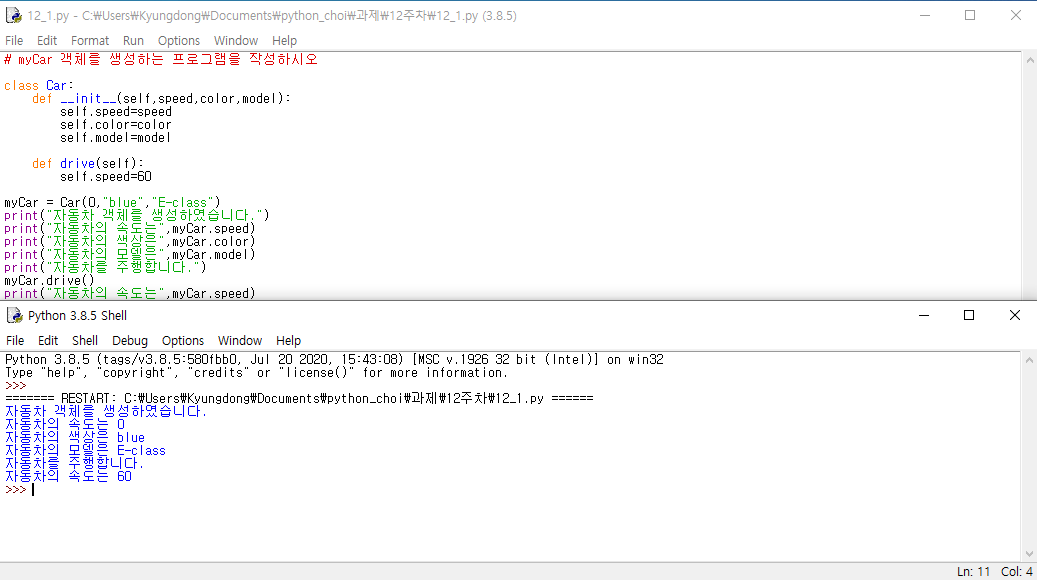 12_1.py - C:₩Users₩Kyungdong₩Documents₩python_choi₩과제₩12주차₩12_1.py (3.8.5)
File Edit Format Run Options Window Help
# myCar 객체를 생성하는 프로그램을 작성하시오
class Car:
def __init__(self,speed,color,model):
self.speed=speed
self.color=color
self.model=model
def drive(self):
self.speed=60
myCar = Car(0,"blue","E-class")
print("자동차 객체를 생성하였습니다.")
print("자동차의 속도는",myCar.speed)
print("자동차의 색상은",myCar.color)
print("자동차의 모델은",myCar.model)
print("자동차를 주행합니다.")
myCar.drive()
print("자동차의 속도는",myCar.speed)
Python 3.8.5 Shell
File Edit Shell Debug Options Window Help
Python 3.8.5 (tags/v3.8.5:580fbb0, Jul 20 2020, 15:43:08) [MSC v.1926 32 bit (Intel)] on win32
Type "help", "copyright", "credits" or "license()" for more information.
>>>
======= RESTART: C:₩Users₩Kyungdong₩Documents₩python_choi₩과제₩12주차₩12_1.py ======
자동차 객체를 생성하였습니다.
자동차의 속도는 0
자동차의 색상은 blue
자동차의 모델은 E-class
자동차를 주행합니다.
자동차의 속도는 60
>>>
Ln: 11 Col: 4